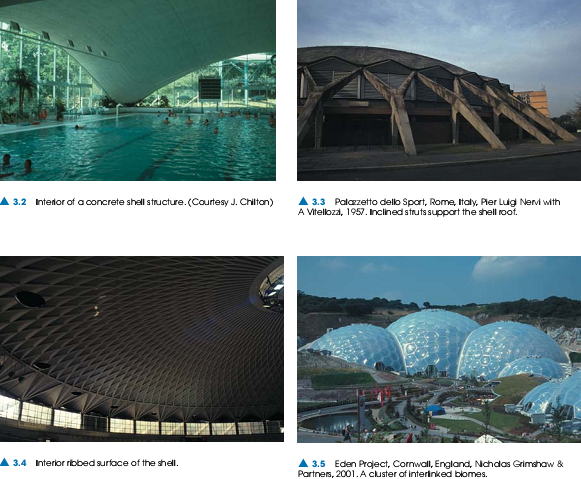 ▲ 3.2 Interior of a concrete shell structure. (Courtesy J. Chilton)
▲ 3.3 Palazzetto dello Sport, Rome, Italy, Pier Luigi Nervi with
A Vitellozzi, 1957. Inclined struts support the shell roof.
▲ 3.4 Interior ribbed surface of the shell.
▲ 3.5 Eden Project, Cornwall, England, Nicholas Grimshaw &
Partners, 2001. A cluster of interlinked biomes.